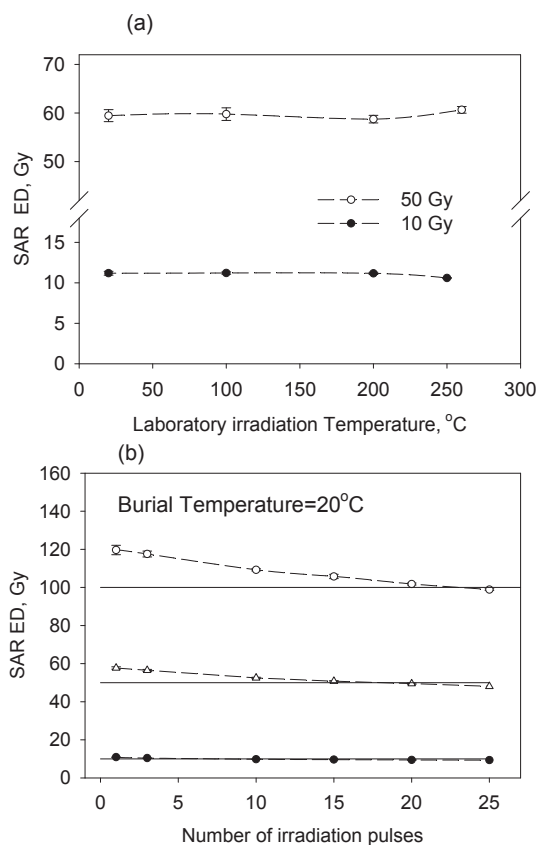 (a)
70
60
50
15
10
5
0
SAR ED, Gy
50 Gy
10 Gy
0 50 100 150 200 250 300
Laboratory irradiation Temperature, °C
(b)
160
140
120
100
80
60
40
20
0
SAR ED, Gy
Burial Temperature=20°C
0 5 10 15 20 25
Number of irradiation pulses